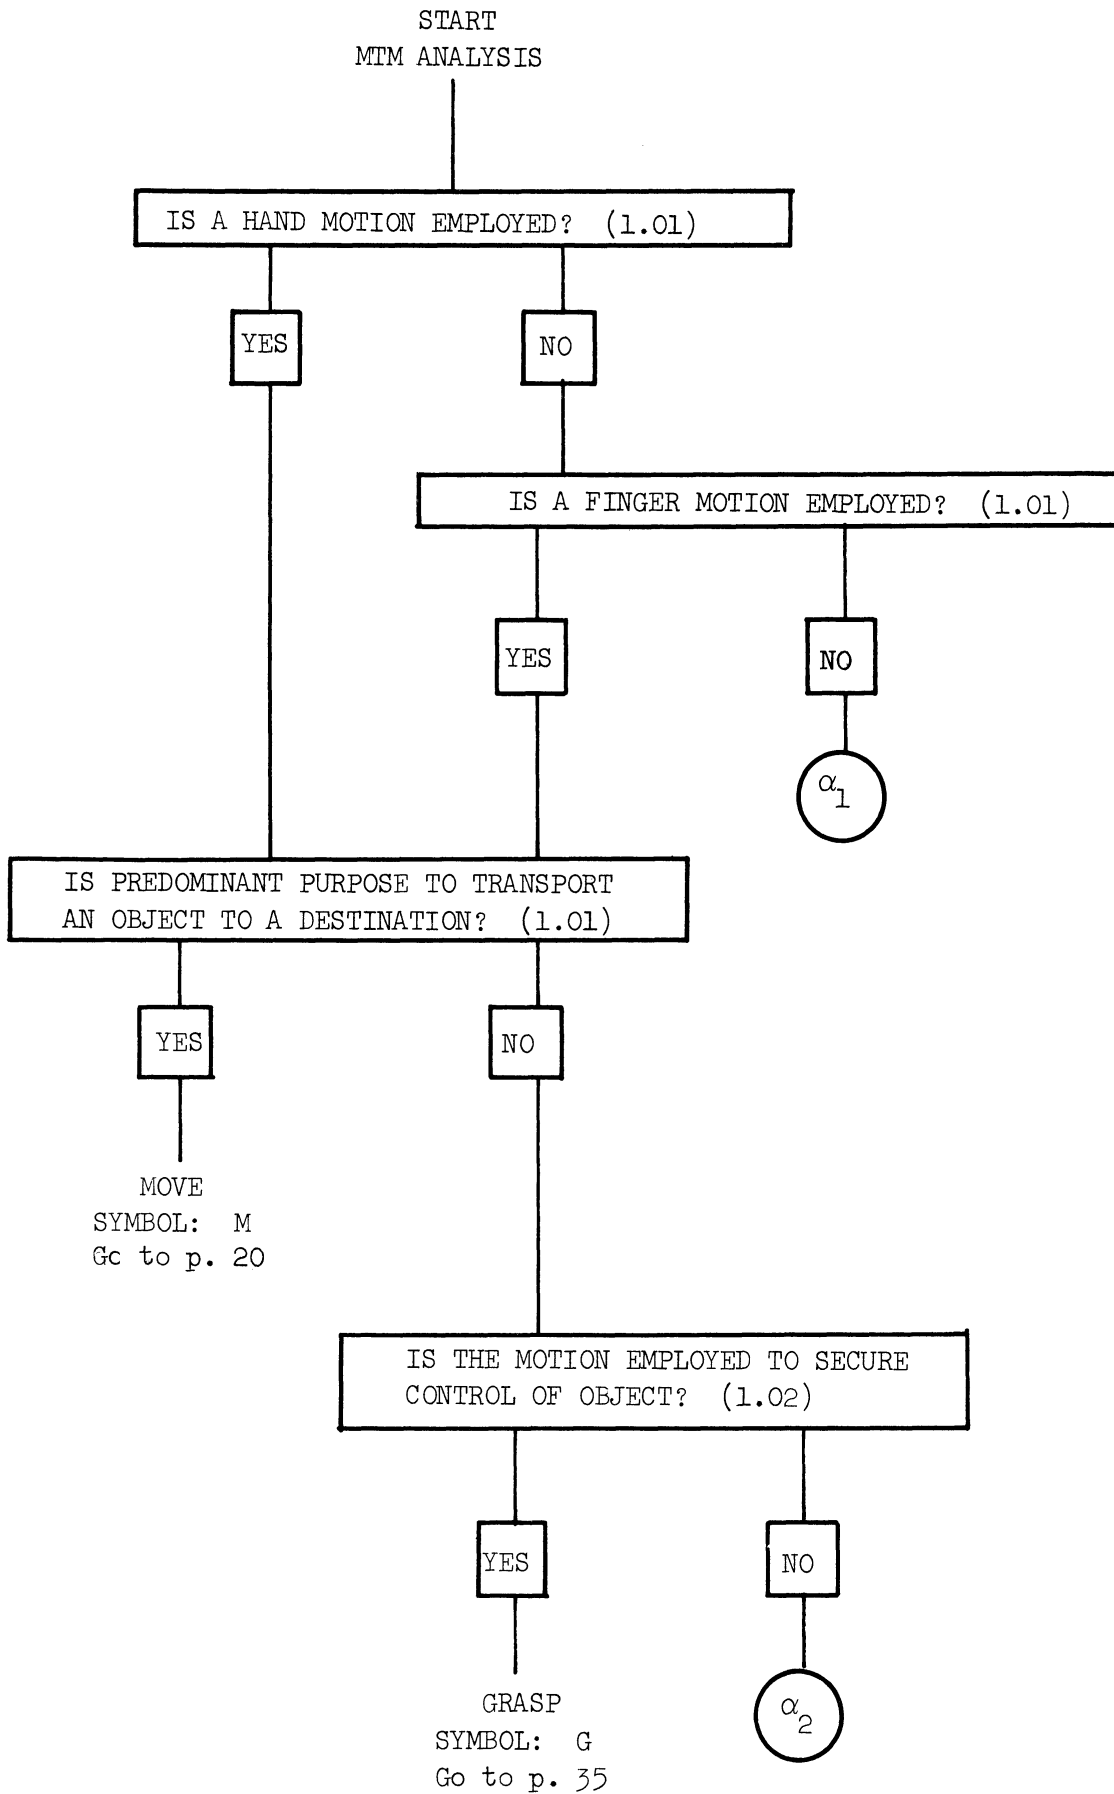 START
MTM ANALYSIS
IS A HAND MOTION EMPLOYED? (1.01)
YES
NO
IS A FINGER MOTION EMPLOYED? (1.01)
YES
NO
α1
IS PREDOMINANT PURPOSE TO TRANSPORT
AN OBJECT TO A DESTINATION? (1.01)
YES
NO
MOVE
SYMBOL: M
Gc to p. 20
IS THE MOTION EMPLOYED TO SECURE
CONTROL OF OBJECT? (1.02)
YES
NO
GRASP
SYMBOL: G
Go to p. 35
α2